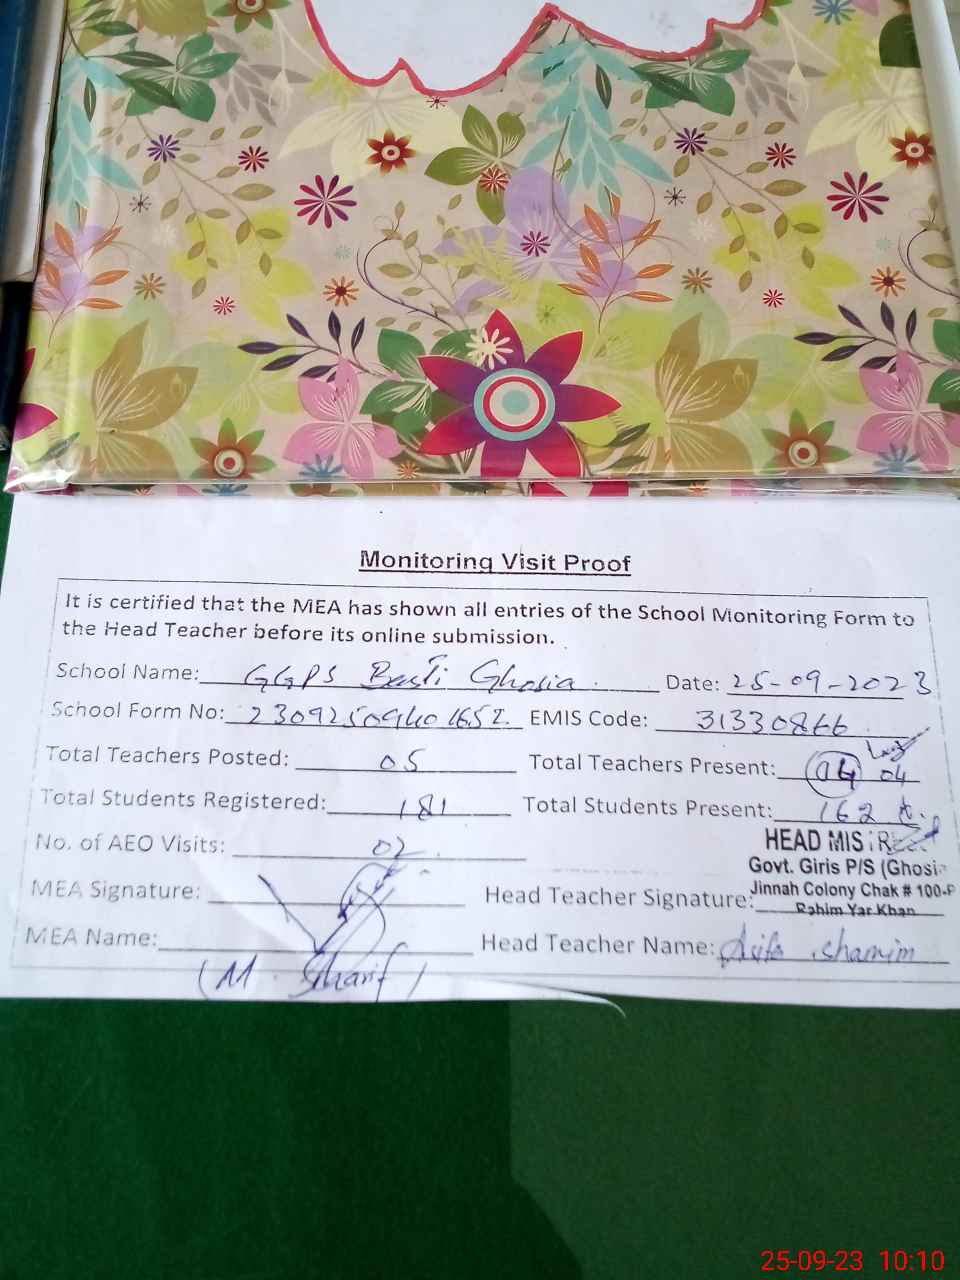 Monitoring Visit Proof
It is certified that the MEA has shown all entries of the School Monitoring Form to
the Head Teacher before its online submission.
School Name: GGPS Basti Ghosia Date: 25-09-2023
School Form No: EMIS Code: 31330866
Total Teachers Posted: 05 Total Teachers Present: 04
Total Students Registered: 181 Total Students Present: 162
No. of AEO Visits: 02
HEAD MIS
Govt. Girls P/S (Ghosia
MEA Signature: Head Teacher Signature:
Jinnah Colony Chak # 100-P
Rahim Yar Khan
MEA Name: (M. Sharif) Head Teacher Name: Asifa shamim
25-09-23 10:10